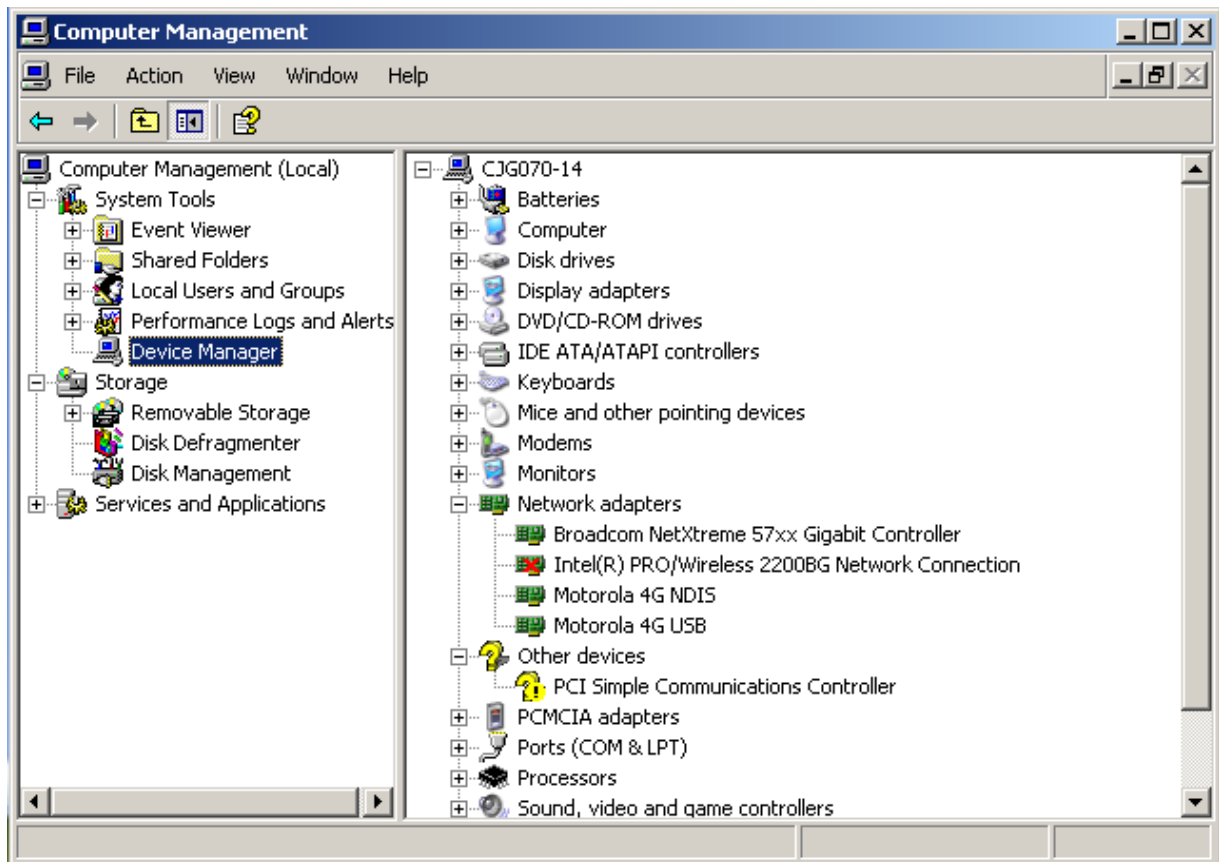 Computer Management
File Action View Window Help
Computer Management (Local)
System Tools
Event Viewer
Shared Folders
Local Users and Groups
Performance Logs and Alerts
Device Manager
Storage
Removable Storage
Disk Defragmenter
Disk Management
Services and Applications
CJG070-14
Batteries
Computer
Disk drives
Display adapters
DVD/CD-ROM drives
IDE ATA/ATAPI controllers
Keyboards
Mice and other pointing devices
Modems
Monitors
Network adapters
Broadcom NetXtreme 57xx Gigabit Controller
Intel(R) PRO/Wireless 2200BG Network Connection
Motorola 4G NDIS
Motorola 4G USB
Other devices
PCI Simple Communications Controller
PCMCIA adapters
Ports (COM & LPT)
Processors
Sound, video and game controllers